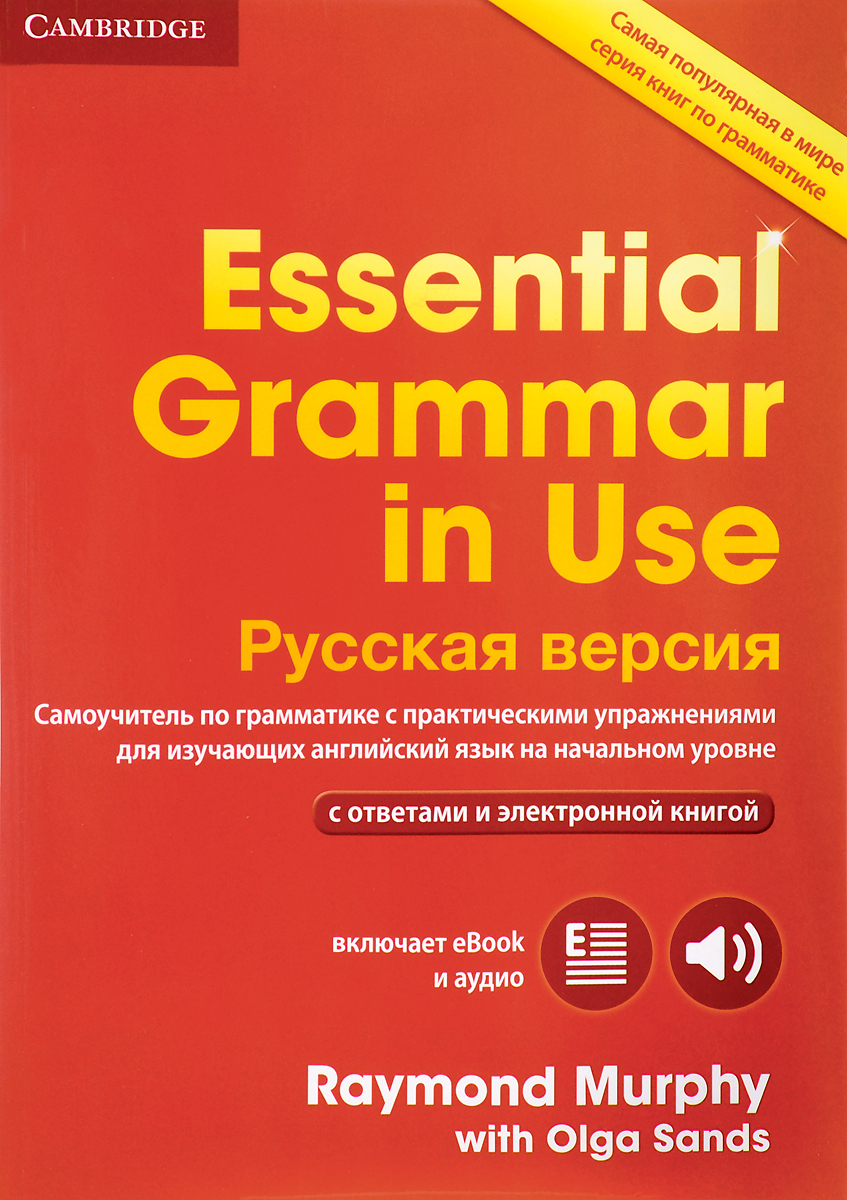 CAMBRIDGE
Самая популярная в мире
серия книг по грамматике
Essential
Grammar
in Use
Русская версия
Самоучитель по грамматике с практическими упражнениями
для изучающих английский язык на начальном уровне
с ответами и электронной книгой
включает eBook
и аудио
E
Raymond Murphy
with Olga Sands